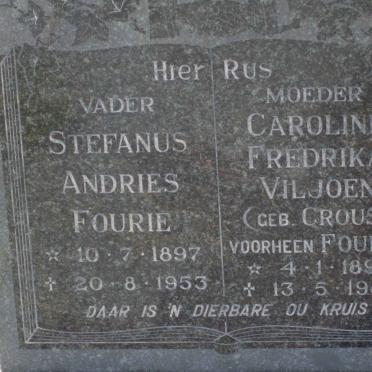 Hier Rus
VADER
STEFANUS
ANDRIES
FOURIE
☆ 10·7·1897
✝ 20·8·1953
MOEDER
CAROLIN
FREDRIKA
VILJOEN
(GEB. CROUS
VOORHEEN FOU
☆ 4·1·189
✝ 13·5·19
DAAR IS 'N DIERBARE OU KRUIS